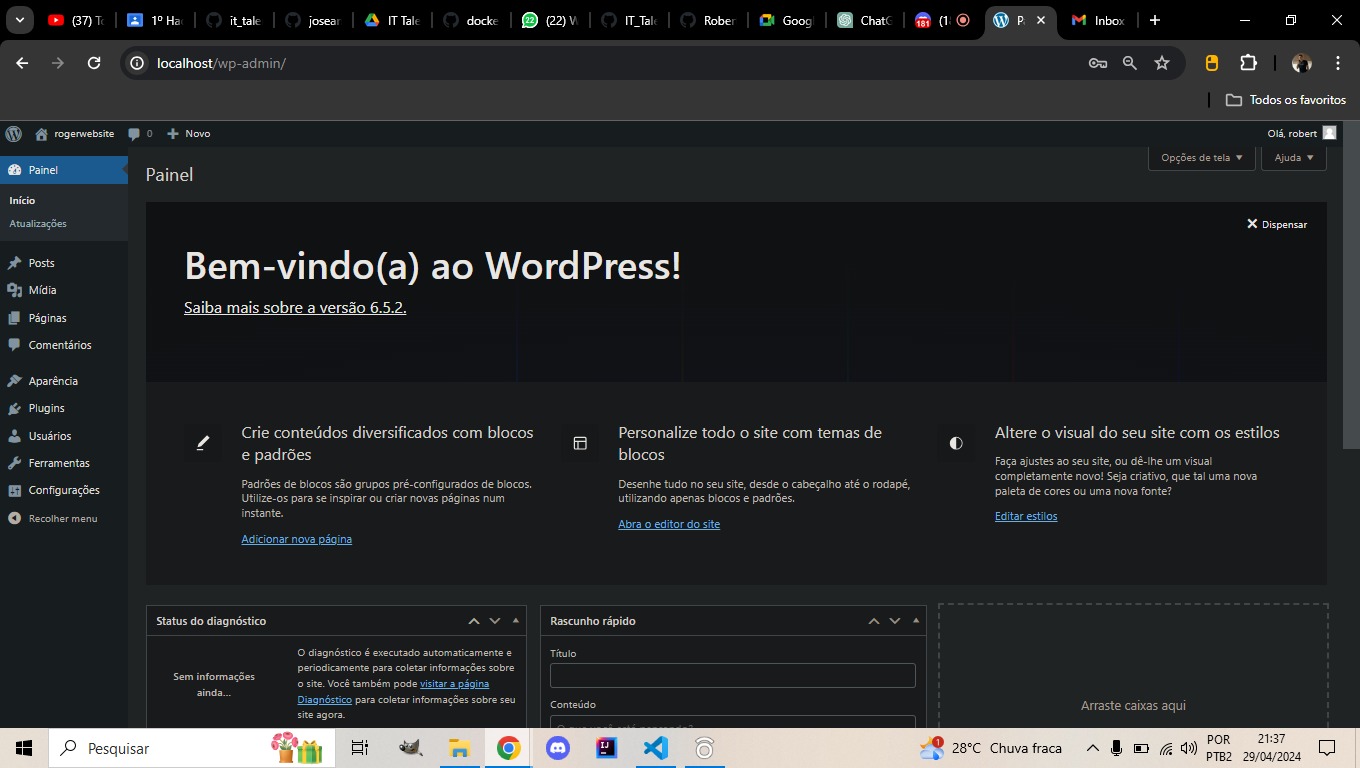 (37) To
1º Hac
it_tale
josear
IT Tale
docke
(22) W
IT_Tale
Rober
Googl
ChatG
181
Inbox
localhost/wp-admin/
Todos os favoritos
rogerwebsite
0
Novo
Olá, robert
Painel
Início
Atualizações
Posts
Mídia
Páginas
Comentários
Aparência
Plugins
Usuários
Ferramentas
Configurações
Recolher menu
Opções de tela
Ajuda
Painel
Dispensar
Bem-vindo(a) ao WordPress!
Saiba mais sobre a versão 6.5.2.
Crie conteúdos diversificados com blocos
e padrões
Padrões de blocos são grupos pré-configurados de blocos.
Utilize-os para se inspirar ou criar novas páginas num
instante.
Adicionar nova página
Personalize todo o site com temas de
blocos
Desenhe tudo no seu site, desde o cabeçalho até o rodapé,
utilizando apenas blocos e padrões.
Abra o editor do site
Altere o visual do seu site com os estilos
Faça ajustes ao seu site, ou dê-lhe um visual
completamente novo! Seja criativo, que tal uma nova
paleta de cores ou uma nova fonte?
Editar estilos
Status do diagnóstico
Sem informações
ainda...
O diagnóstico é executado automaticamente e
periodicamente para coletar informações sobre
o site. Você também pode visitar a página
Diagnóstico para coletar informações sobre seu
site agora.
Rascunho rápido
Título
Conteúdo
Arraste caixas aqui
Pesquisar
1
28°C Chuva fraca
POR
PTB2
21:37
29/04/2024